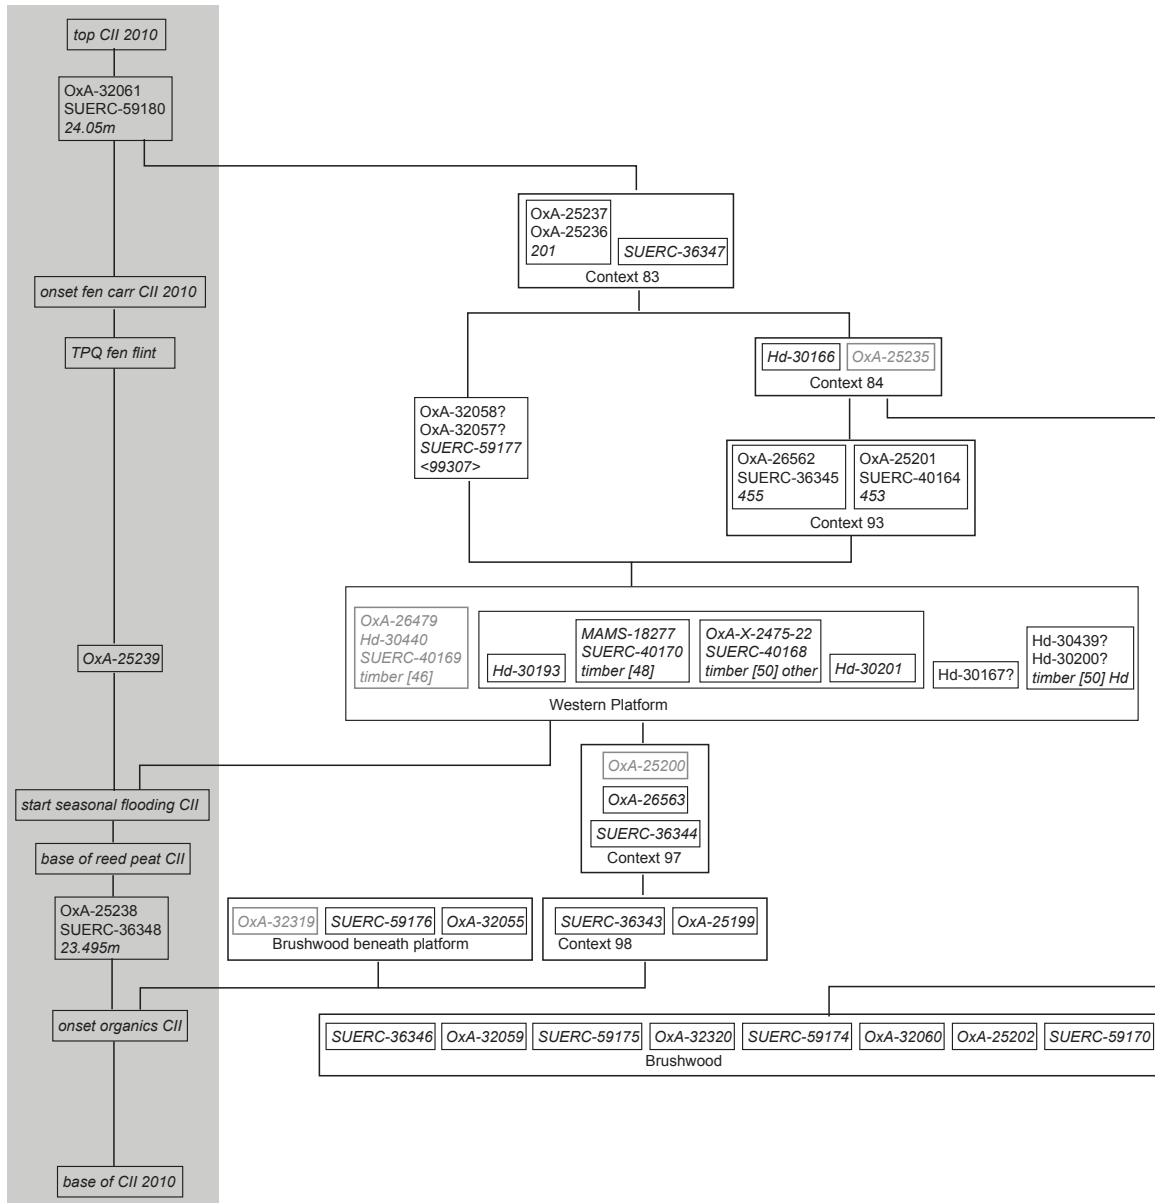 top CII 2010
OxA-32061
SUERC-59180
24.05m
onset fen carr CII 2010
TPQ fen flint
OxA-25239
start seasonal flooding CII
base of reed peat CII
OxA-25238
SUERC-36348
23.495m
onset organics CII
base of CII 2010
OxA-25237
OxA-25236
201
SUERC-36347
Context 83
Hd-30166
OxA-25235
Context 84
OxA-32058?
OxA-32057?
SUERC-59177
<99307>
OxA-26562
SUERC-36345
455
OxA-25201
SUERC-40164
453
Context 93
OxA-26479
Hd-30440
SUERC-40169
timber [46]
Hd-30193
MAMS-18277
SUERC-40170
timber [48]
OxA-X-2475-22
SUERC-40168
timber [50] other
Hd-30201
Hd-30167?
Hd-30439?
Hd-30200?
timber [50] Hd
Western Platform
OxA-25200
OxA-26563
SUERC-36344
Context 97
OxA-32319
SUERC-59176
OxA-32055
Brushwood beneath platform
SUERC-36343
OxA-25199
Context 98
SUERC-36346
OxA-32059
SUERC-59175
OxA-32320
SUERC-59174
OxA-32060
OxA-25202
SUERC-59170
Brushwood